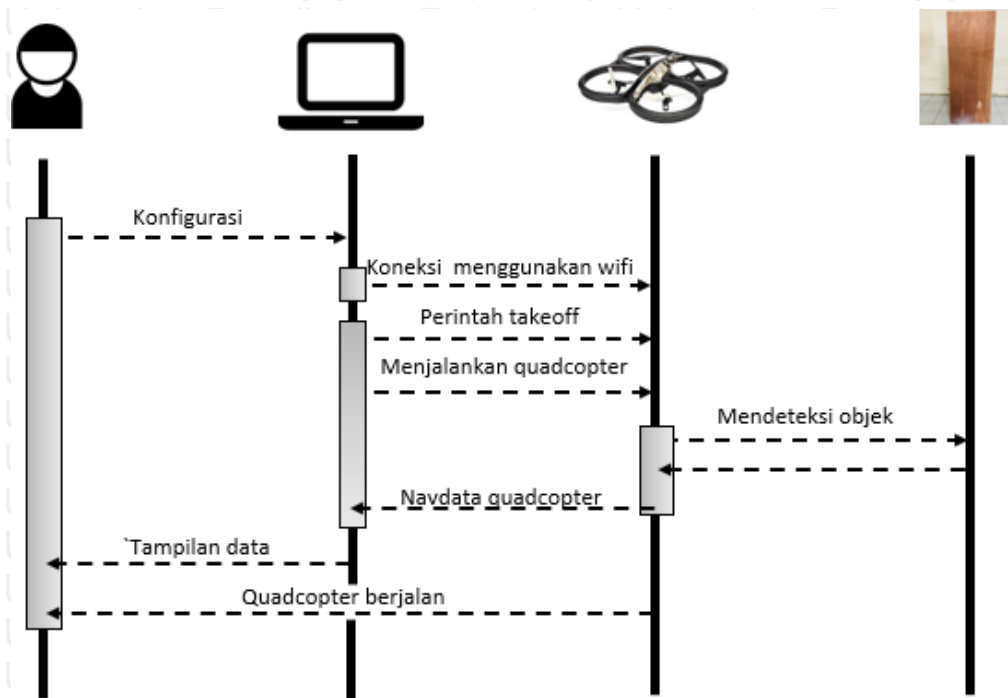 Konfigurasi
Koneksi menggunakan wifi
Perintah takeoff
Menjalankan quadcopter
Mendeteksi objek
Navdata quadcopter
`Tampilan data
Quadcopter berjalan